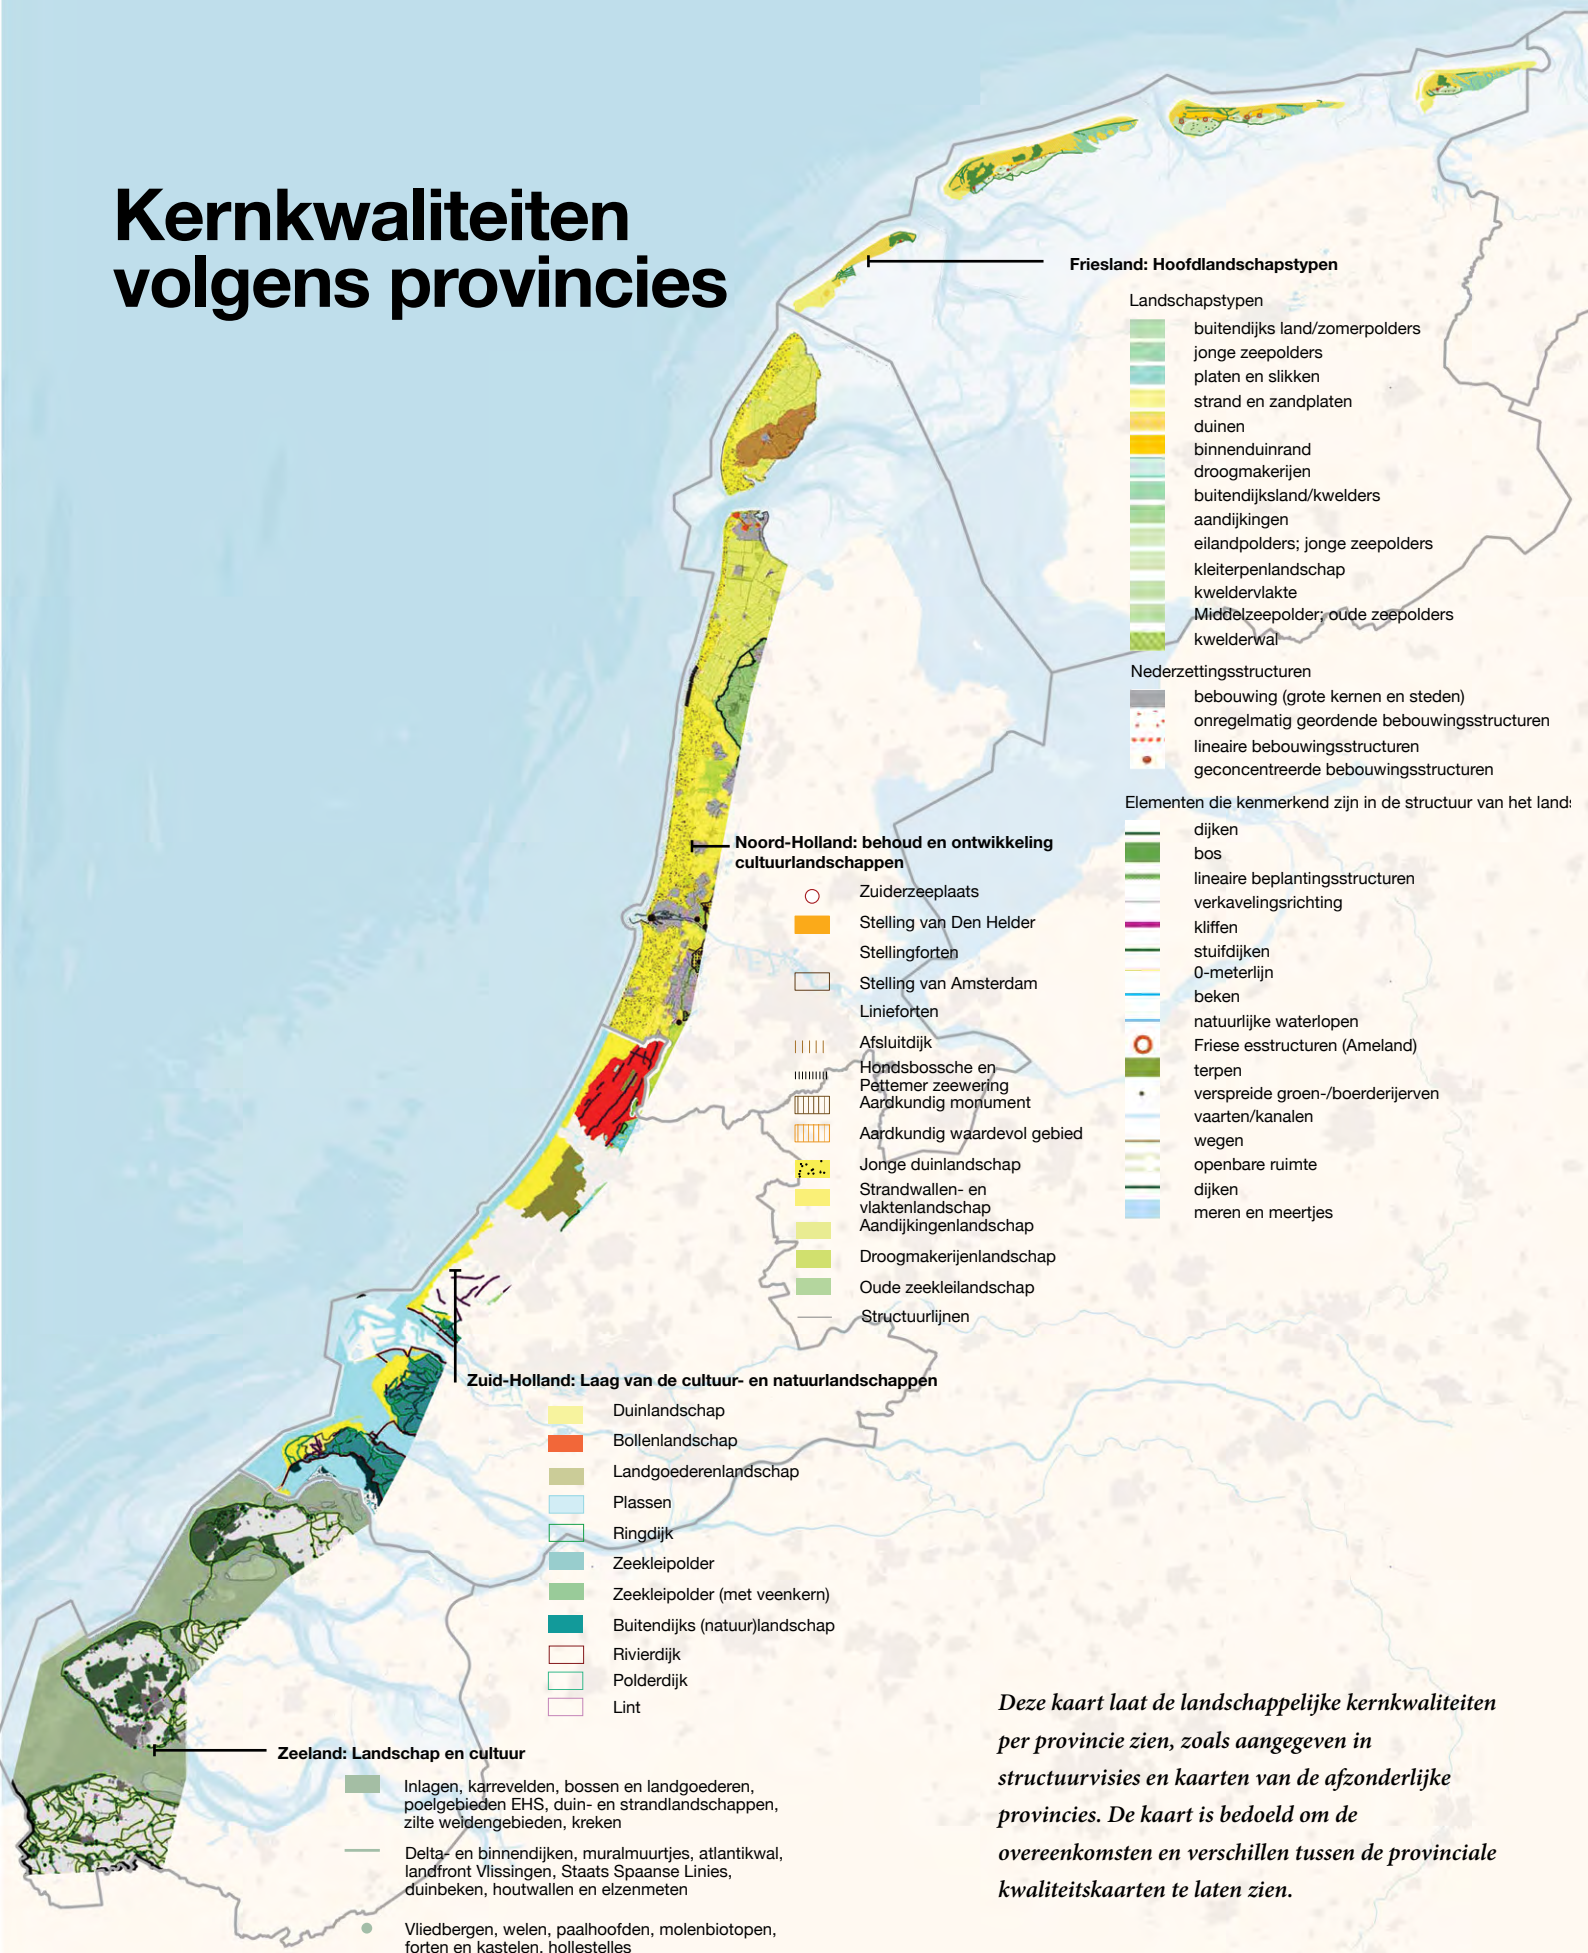 Kernkwaliteiten
volgens provincies
Friesland: Hoofdlandschapstypen
Landschapstypen
buitendijks land/zomerpolders
jonge zeepolders
platen en slikken
strand en zandplaten
duinen
binnenduinrand
droogmakerijen
buitendijksland/kwelders
aandijkingen
eilandpolders; jonge zeepolders
kleiterpenlandschap
kweldervlakte
Middelzeepolder; oude zeepolders
kwelderwal
Nederzettingsstructuren
bebouwing (grote kernen en steden)
onregelmatig geordende bebouwingsstructuren
lineaire bebouwingsstructuren
geconcentreerde bebouwingsstructuren
Elementen die kenmerkend zijn in de structuur van het lands
dijken
bos
lineaire beplantingsstructuren
verkavelingsrichting
kliffen
stuifdijken
0-meterlijn
beken
natuurlijke waterlopen
Friese esstructuren (Ameland)
terpen
verspreide groen-/boerderijerven
vaarten/kanalen
wegen
openbare ruimte
dijken
meren en meertjes
Noord-Holland: behoud en ontwikkeling
cultuurlandschappen
Zuiderzeeplaats
Stelling van Den Helder
Stellingforten
Stelling van Amsterdam
Linieforten
Afsluitdijk
Hondsbossche en
Pettemer zeewering
Aardkundig monument
Aardkundig waardevol gebied
Jonge duinlandschap
Strandwallen- en
vlaktenlandschap
Aandijkingenlandschap
Droogmakerijenlandschap
Oude zeekleilandschap
Structuurlijnen
Zuid-Holland: Laag van de cultuur- en natuurlandschappen
Duinlandschap
Bollenlandschap
Landgoederenlandschap
Plassen
Ringdijk
Zeekleipolder
Zeekleipolder (met veenkern)
Buitendijks (natuur)landschap
Rivierdijk
Polderdijk
Lint
Zeeland: Landschap en cultuur
Inlagen, karrevelden, bossen en landgoederen,
poelgebieden EHS, duin- en strandlandschappen,
zilte weidengebieden, kreken
Delta- en binnendijken, muralmuurtjes, atlantikwal,
landfront Vlissingen, Staats Spaanse Linies,
duinbeken, houtwallen en elzenmeten
Vliedbergen, welen, paalhoofden, molenbiotopen,
forten en kastelen, hollestelles
Deze kaart laat de landschappelijke kernkwaliteiten
per provincie zien, zoals aangegeven in
structuurvisies en kaarten van de afzonderlijke
provincies. De kaart is bedoeld om de
overeenkomsten en verschillen tussen de provinciale
kwaliteitskaarten te laten zien.